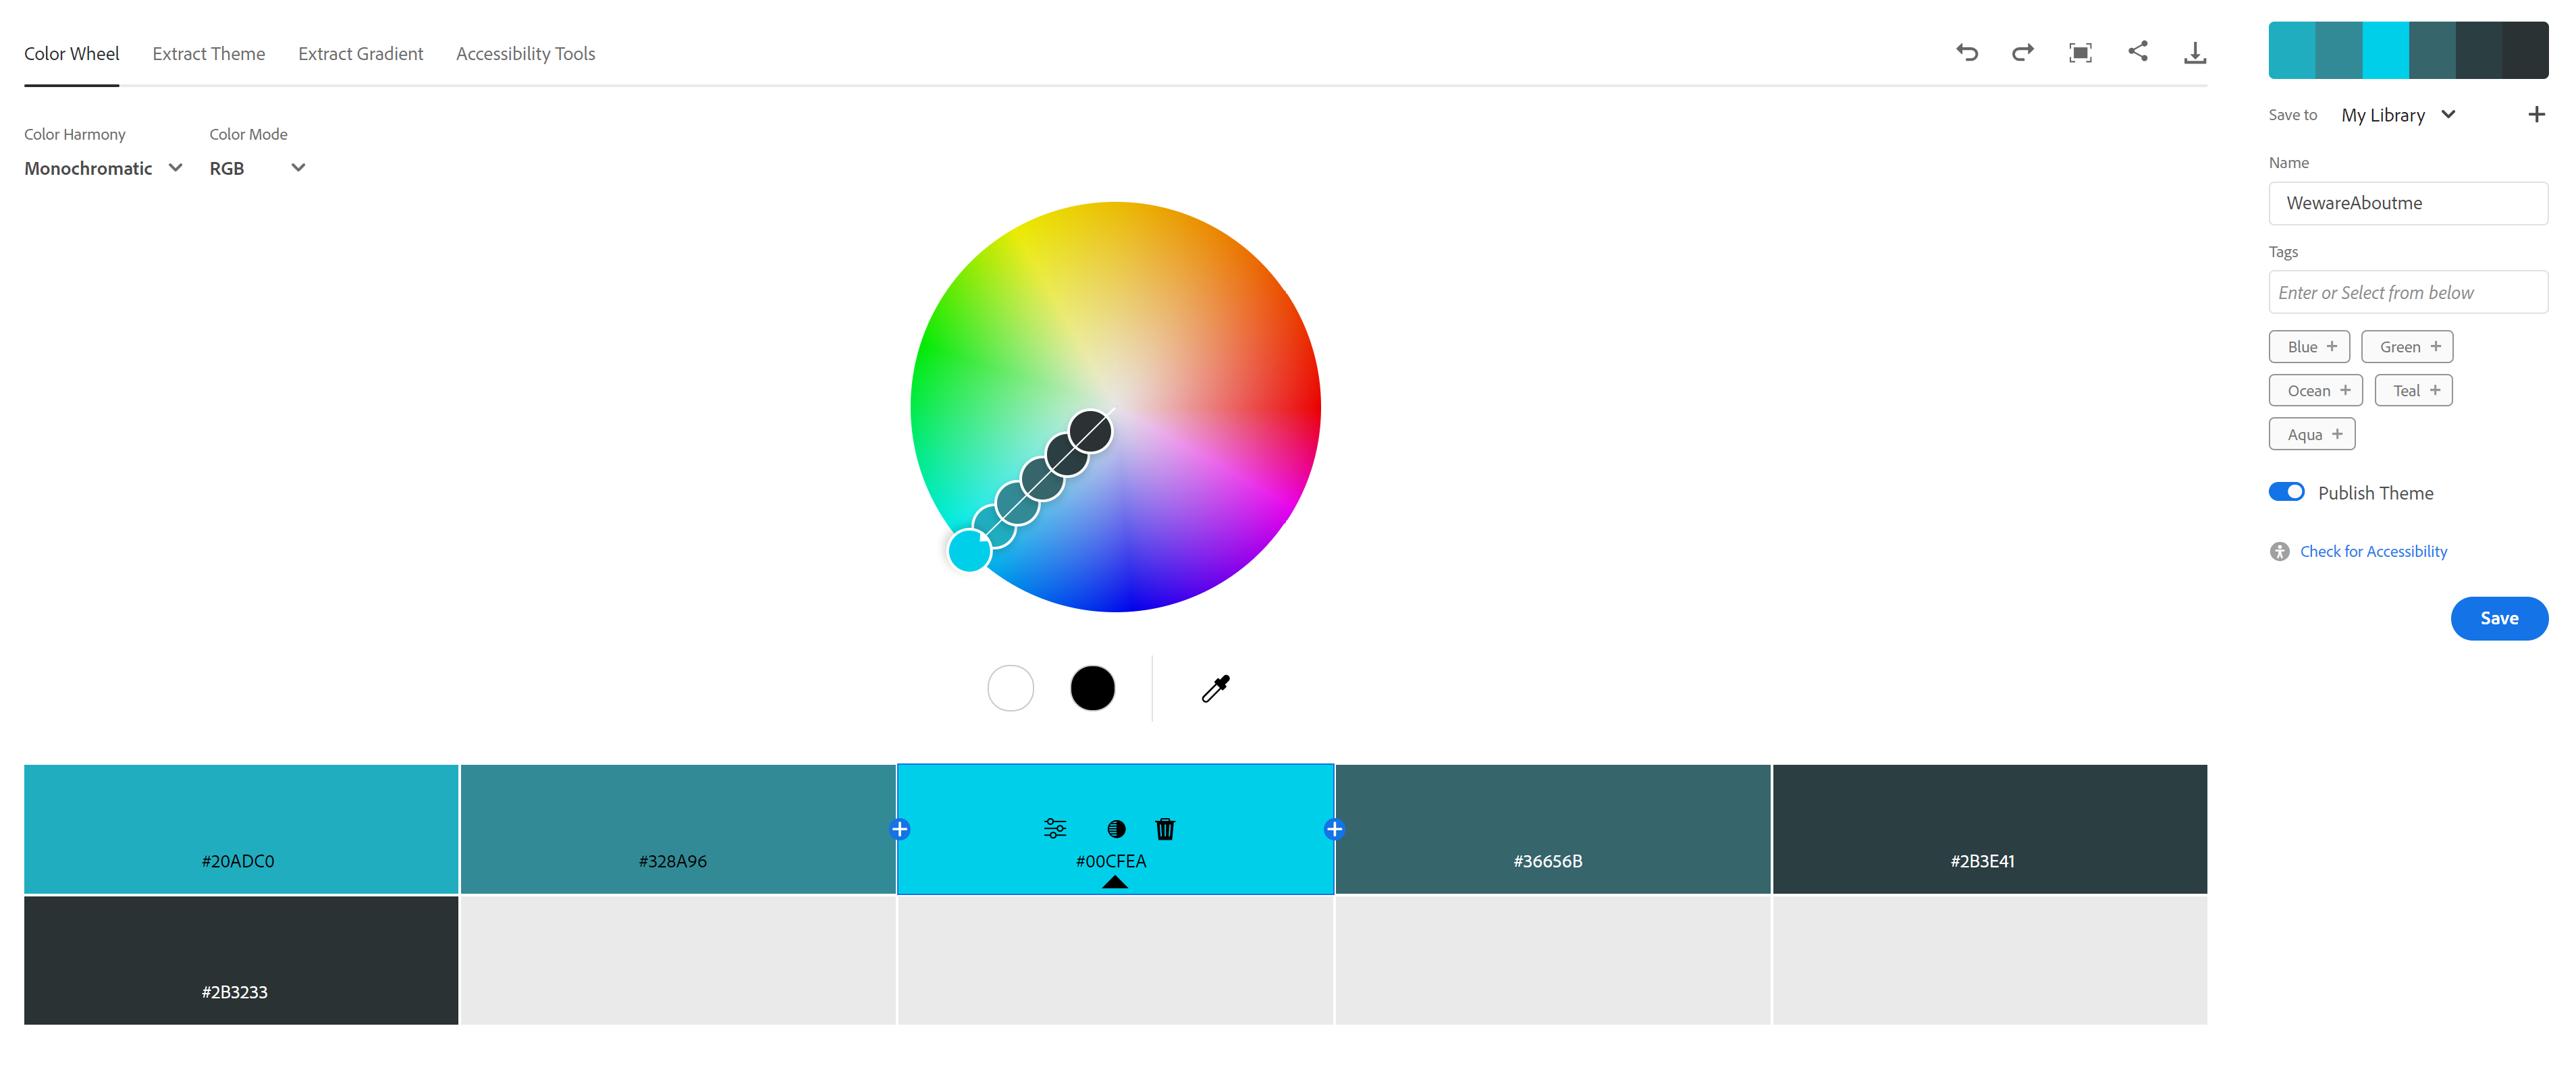 Color Wheel
Extract Theme
Extract Gradient
Accessibility Tools
Color Harmony
Monochromatic
Color Mode
RGB
#20ADC0
#328A96
#00CFEA
#36656B
#2B3E41
#2B3233
Save to
My Library
Name
WewareAboutme
Tags
Enter or Select from below
Blue
Green
Ocean
Teal
Aqua
Publish Theme
Check for Accessibility
Save